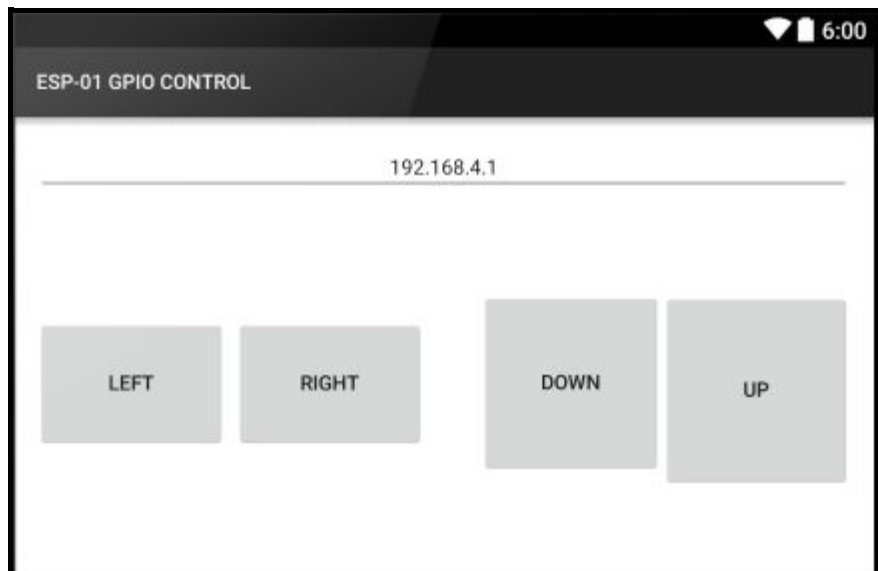 6:00
ESP-01 GPIO CONTROL
192.168.4.1
LEFT RIGHT DOWN UP